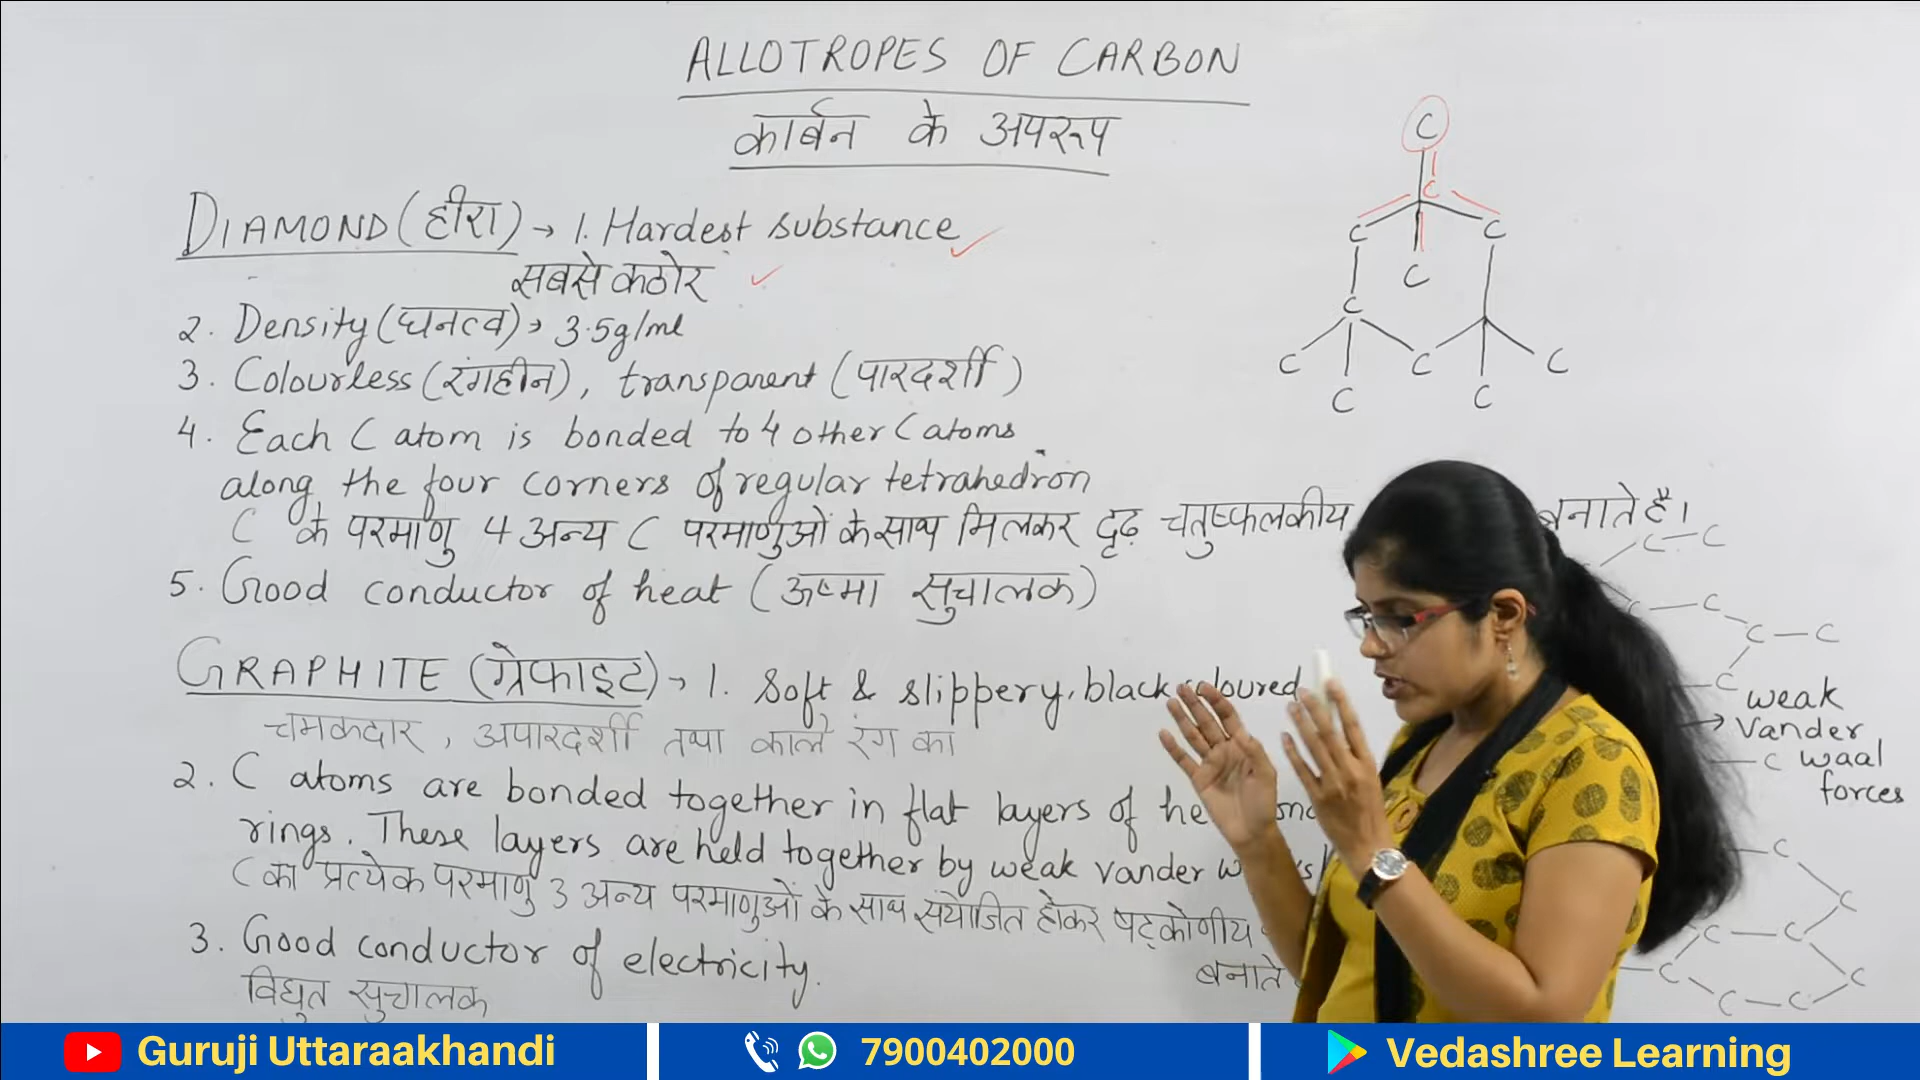 ALLOTROPES OF CARBON
कार्बन के अपरूप
DIAMOND (हीरा) → 1. Hardest substance
सबसे कठोर
2. Density (घनत्व) → 3.5g/ml
3. Colourless (रंगहीन), transparent (पारदर्शी)
4. Each C atom is bonded to 4 other C atoms
along the four corners of regular tetrahedron
C के परमाणु 4 अन्य C परमाणुओं के साथ मिलकर दृढ़ चतुष्फलकीय बनाते है।
5. Good conductor of heat (ऊष्मा सुचालक)
GRAPHITE (ग्रेफाइट) → 1. Soft & slippery, black coloured
चमकदार, अपारदर्शी तथा काले रंग का
2. C atoms are bonded together in flat layers of
rings. These layers are held together by weak vander
C का प्रत्येक परमाणु 3 अन्य परमाणुओं के साथ संयोजित होकर षट्कोणीय
बनाते
3. Good conductor of electricity.
विद्युत सुचालक
C
C
C C
C
C
C C C
C C
C – C
C
C – C
C
weak
→ Vander
C waal
forces
C
C
C C
C C
C – C
Guruji Uttaraakhandi
7900402000
Vedashree Learning